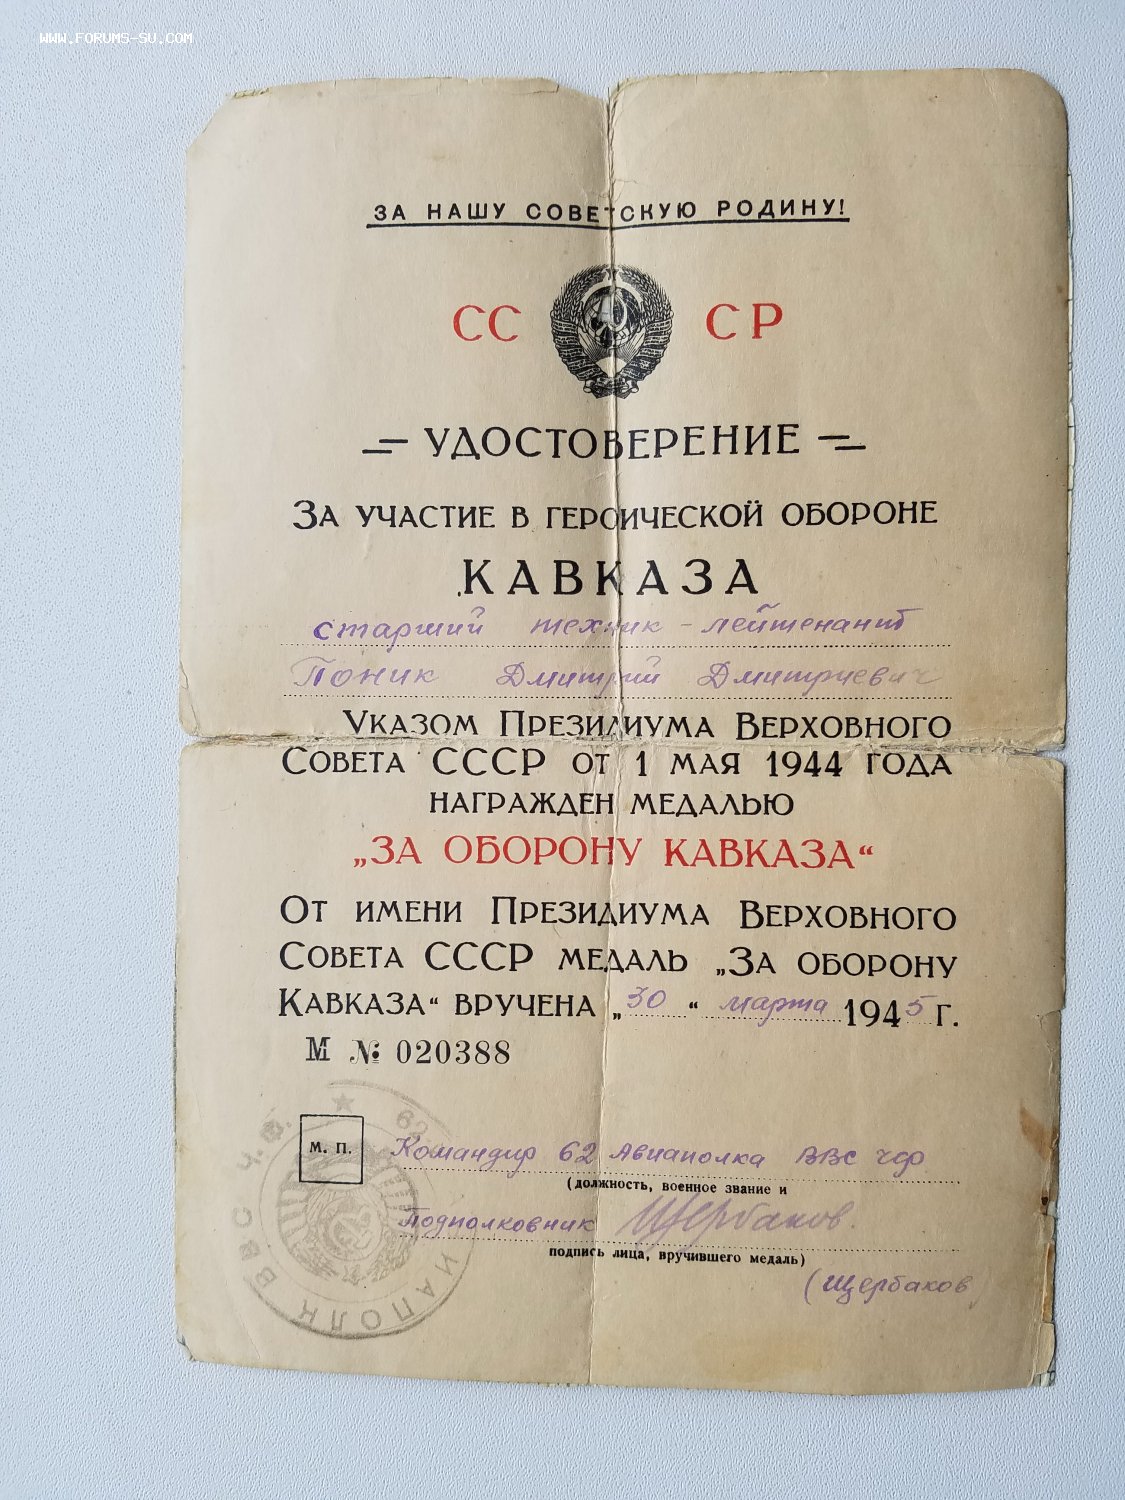 WWW.FORUMS-SU.COM
ЗА НАШУ СОВЕТСКУЮ РОДИНУ!
СС СР
УДОСТОВЕРЕНИЕ
ЗА УЧАСТИЕ В ГЕРОИЧЕСКОЙ ОБОРОНЕ
КАВКАЗА
старший техник-лейтенант
Поник Дмитрий Дмитриевич
УКАЗОМ ПРЕЗИДИУМА ВЕРХОВНОГО
СОВЕТА СССР ОТ 1 МАЯ 1944 ГОДА
НАГРАЖДЕН МЕДАЛЬЮ
„ЗА ОБОРОНУ КАВКАЗА“
ОТ ИМЕНИ ПРЕЗИДИУМА ВЕРХОВНОГО
СОВЕТА СССР МЕДАЛЬ „ЗА ОБОРОНУ
КАВКАЗА“ ВРУЧЕНА „30“ марта 1945 г.
М № 020388
М. П.
Командир 62 Авиаполка ВВС ЧФ
(должность, военное звание и
Подполковник Щербаков.
подпись лица, вручившего медаль)
(Щербаков)
ВВС Ч.Ф. ★ 62